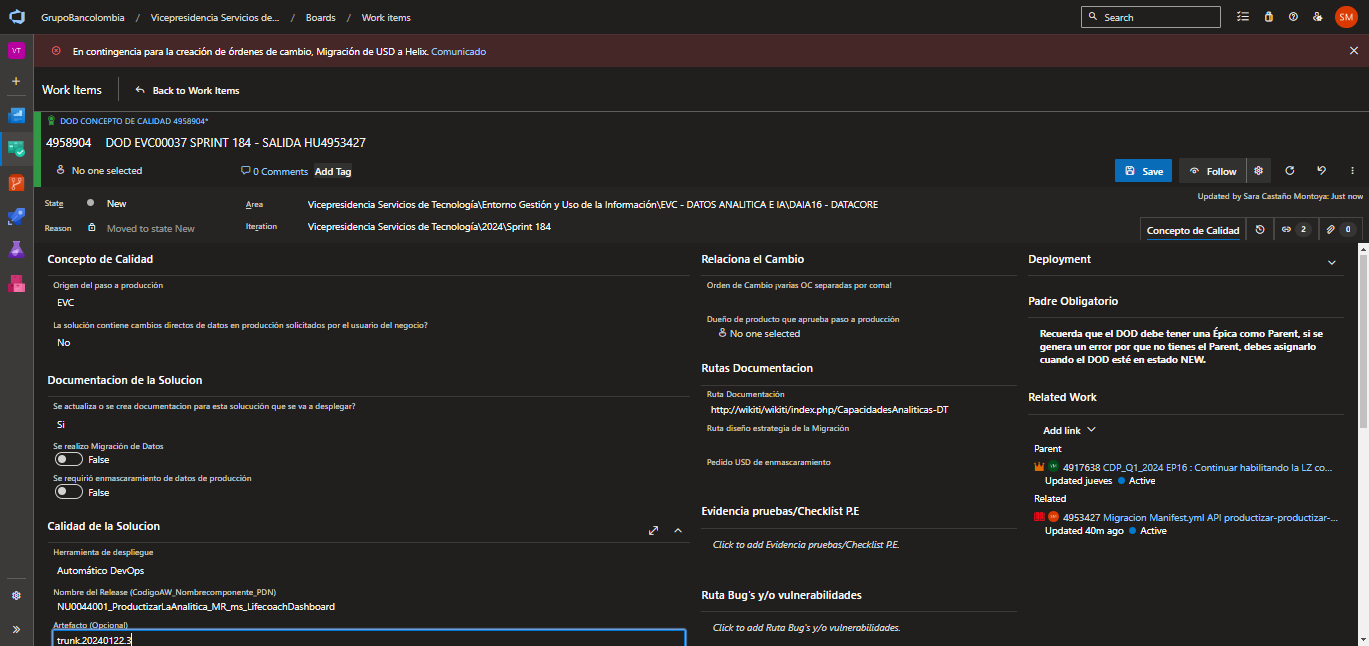 GrupoBancolombia / Vicepresidencia Servicios de... / Boards / Work items
Search
SM
VT
En contingencia para la creación de órdenes de cambio, Migración de USD a Helix. Comunicado
Work Items
Back to Work Items
DOD CONCEPTO DE CALIDAD 4958904*
4958904 DOD EVC00037 SPRINT 184 - SALIDA HU4953427
No one selected
0 Comments
Add Tag
Save
Follow
State
New
Area
Vicepresidencia Servicios de Tecnología\Entorno Gestión y Uso de la Información\EVC - DATOS ANALITICA E IA\DAIA16 - DATACORE
Updated by Sara Castaño Montoya: Just now
Reason
Moved to state New
Iteration
Vicepresidencia Servicios de Tecnología\2024\Sprint 184
Concepto de Calidad
2
0
Concepto de Calidad
Origen del paso a producción
EVC
La solución contiene cambios directos de datos en producción solicitados por el usuario del negocio?
No
Documentacion de la Solucion
Se actualiza o se crea documentacion para esta solucución que se va a desplegar?
Si
Se realizo Migración de Datos
False
Se requirió enmascaramiento de datos de producción
False
Calidad de la Solucion
Herramienta de despliegue
Automático DevOps
Nombre del Release (CodigoAW_Nombrecomponente_PDN)
NU0044001_ProductizarLaAnalitica_MR_ms_LifecoachDashboard
Artefacto (Opcional)
trunk.20240122.3
Relaciona el Cambio
Orden de Cambio ¡varias OC separadas por coma!
Dueño de producto que aprueba paso a producción
No one selected
Rutas Documentacion
Ruta Documentación
http://wikiti/wikiti/index.php/CapacidadesAnaliticas-DT
Ruta diseño estrategia de la Migración
Pedido USD de enmascaramiento
Evidencia pruebas/Checklist P.E
Click to add Evidencia pruebas/Checklist P.E.
Ruta Bug's y/o vulnerabilidades
Click to add Ruta Bug's y/o vulnerabilidades.
Deployment
Padre Obligatorio
Recuerda que el DOD debe tener una Épica como Parent, si se
genera un error por que no tienes el Parent, debes asignarlo
cuando el DOD esté en estado NEW.
Related Work
Add link
Parent
4917638 CDP_Q1_2024 EP16 : Continuar habilitando la LZ co...
Updated jueves Active
Related
4953427 Migracion Manifest.yml API productizar-productizar-...
Updated 40m ago Active